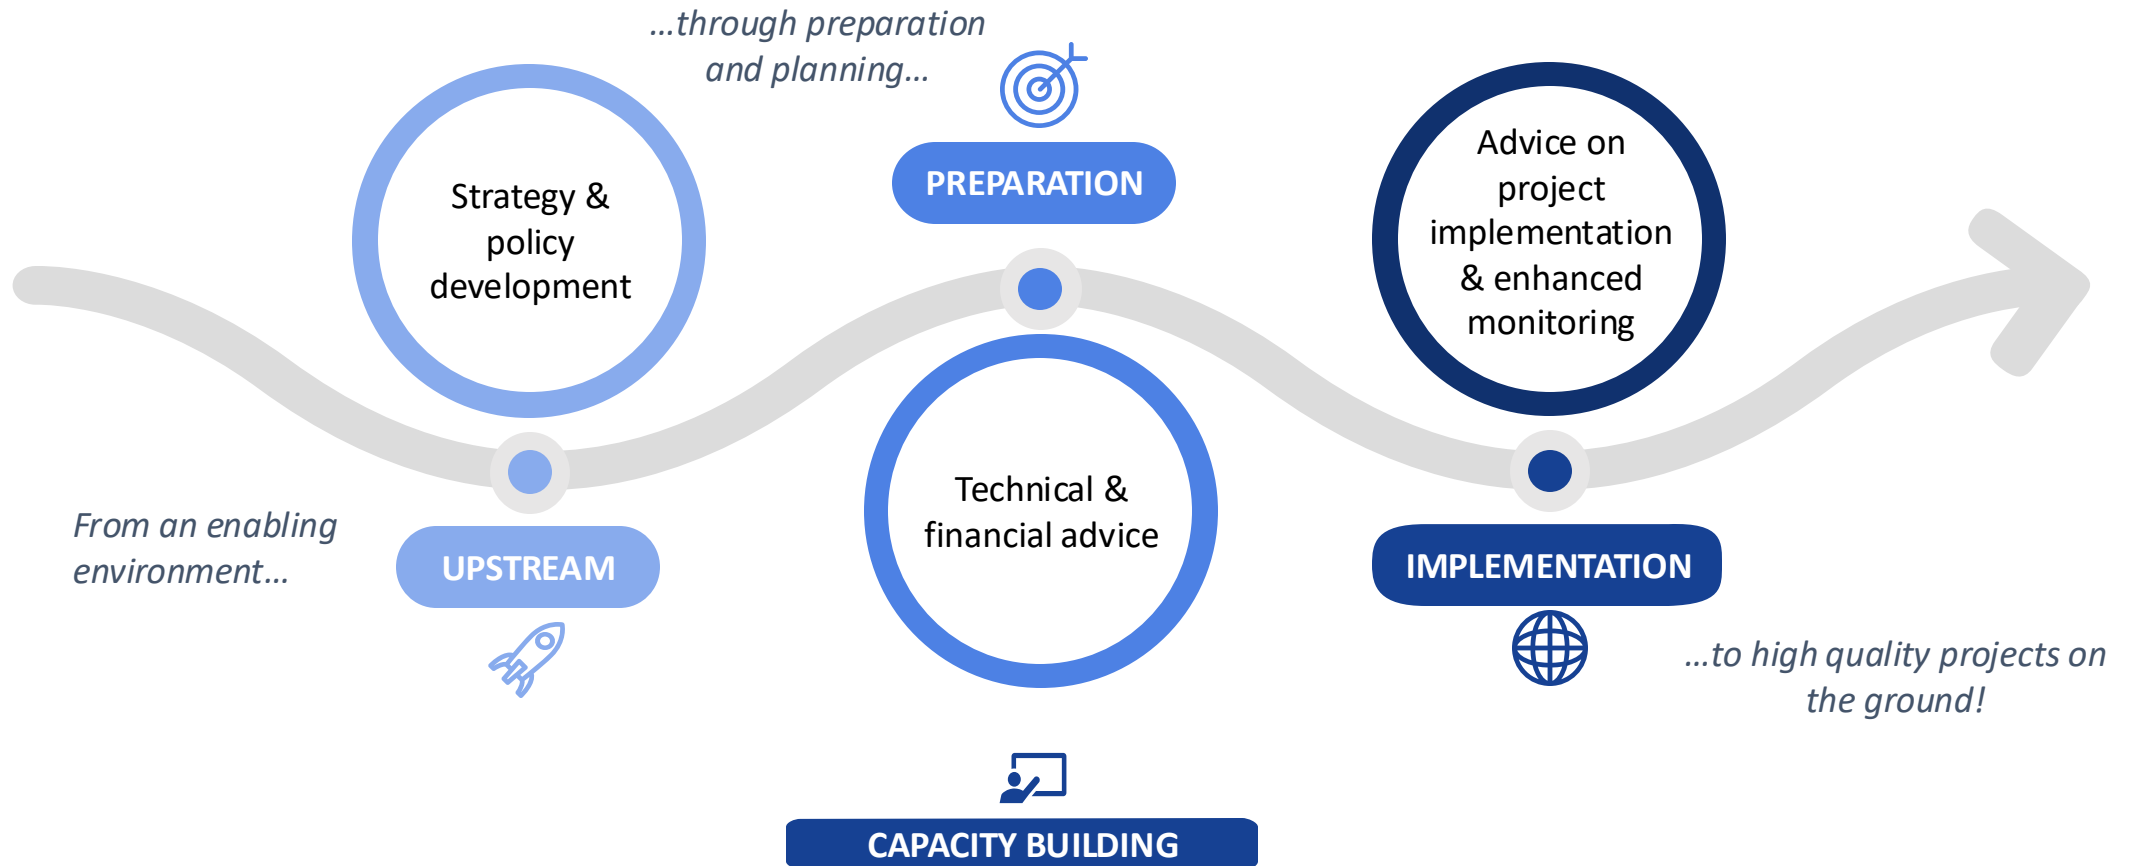 …through preparation
and planning…
PREPARATION
Strategy &
policy
development
Advice on
project
implementation
& enhanced
monitoring
From an enabling
environment…
UPSTREAM
Technical &
financial advice
IMPLEMENTATION
…to high quality projects on
the ground!
CAPACITY BUILDING